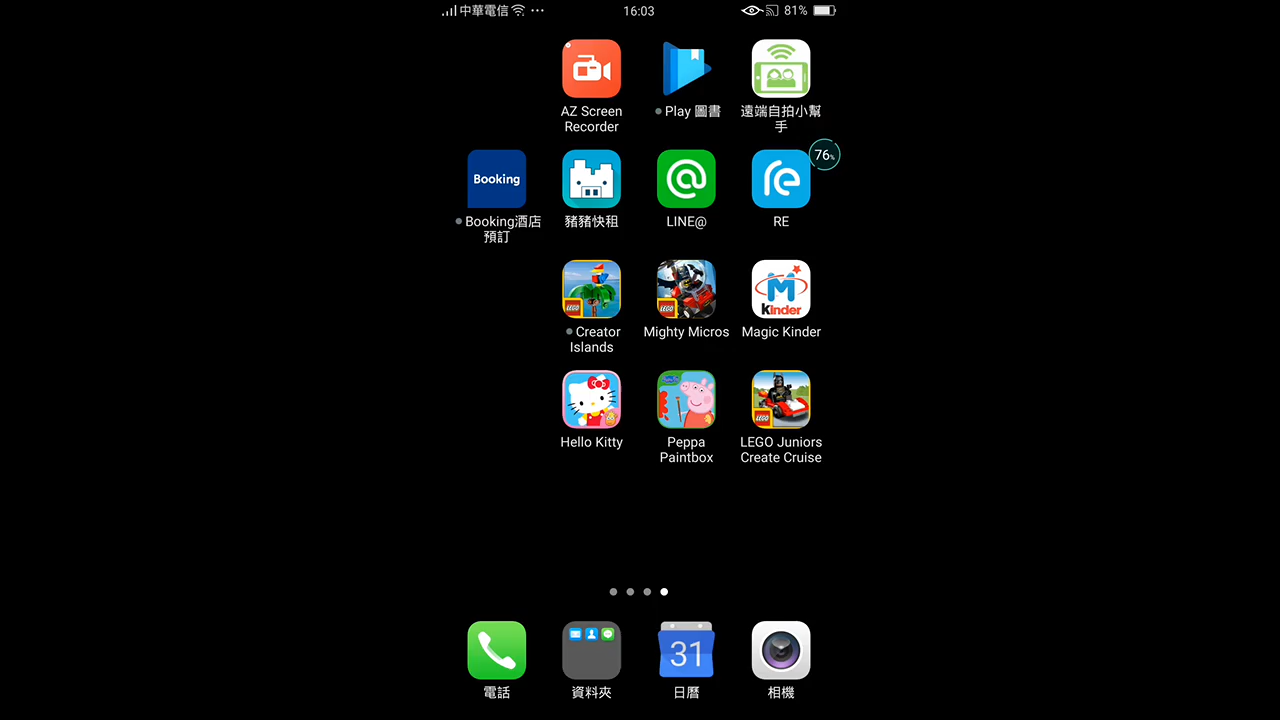 中華電信 16:03 81%
AZ Screen Recorder
Play 圖書
遠端自拍小幫手
76%
Booking
Booking酒店預訂
豬豬快租
LINE@
RE
LEGO
Creator Islands
LEGO
Mighty Micros
Kinder
Magic Kinder
Hello Kitty
Peppa Paintbox
LEGO
LEGO Juniors Create Cruise
電話
資料夾
31
日曆
相機